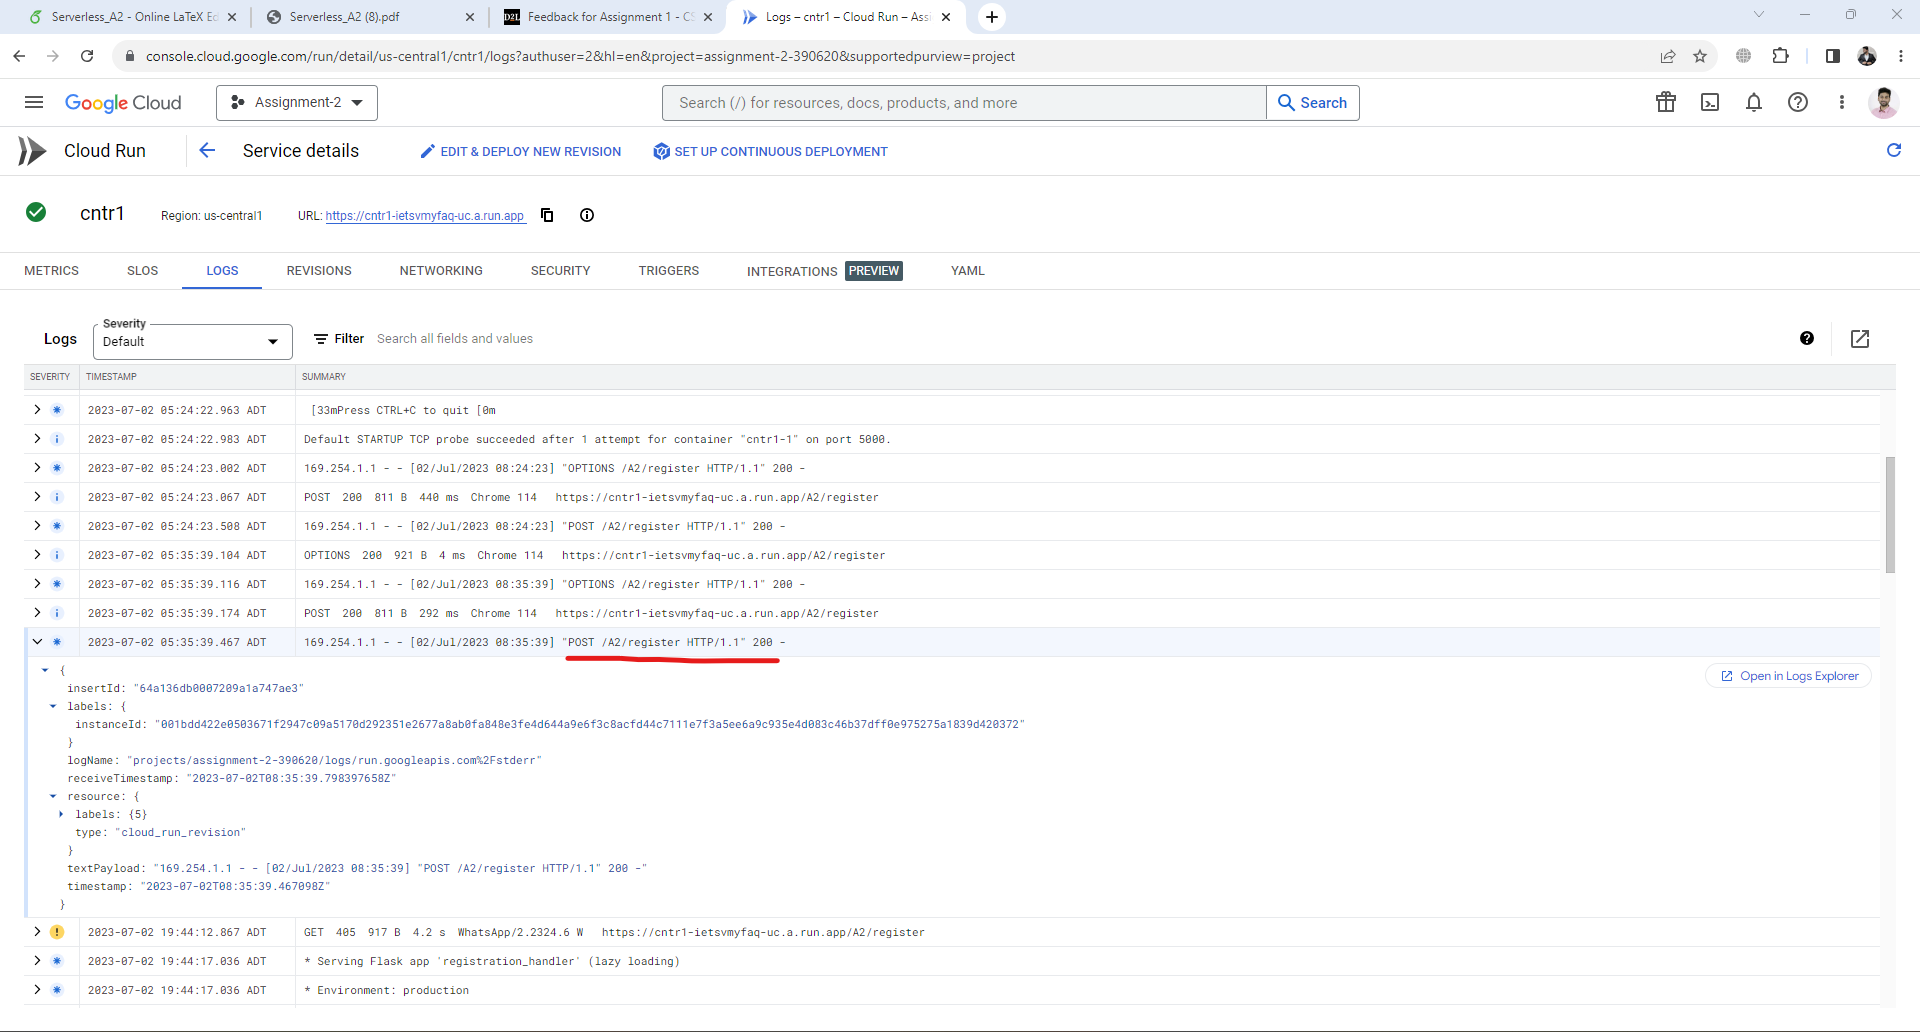 Serverless_A2 - Online LaTeX Ed
Serverless_A2 (8).pdf
D2L
Feedback for Assignment 1 - CS
Logs – cntr1 – Cloud Run – Assi
console.cloud.google.com/run/detail/us-central1/cntr1/logs?authuser=2&hl=en&project=assignment-2-390620&supportedpurview=project
Google Cloud
Assignment-2
Search (/) for resources, docs, products, and more
Search
Cloud Run
Service details
EDIT & DEPLOY NEW REVISION
SET UP CONTINUOUS DEPLOYMENT
cntr1
Region: us-central1
URL: https://cntr1-ietsvmyfaq-uc.a.run.app
METRICS
SLOS
LOGS
REVISIONS
NETWORKING
SECURITY
TRIGGERS
INTEGRATIONS PREVIEW
YAML
Logs
Severity
Default
Filter
Search all fields and values
SEVERITY TIMESTAMP SUMMARY
2023-07-02 05:24:22.963 ADT [33mPress CTRL+C to quit [0m
2023-07-02 05:24:22.983 ADT Default STARTUP TCP probe succeeded after 1 attempt for container "cntr1-1" on port 5000.
2023-07-02 05:24:23.002 ADT 169.254.1.1 - - [02/Jul/2023 08:24:23] "OPTIONS /A2/register HTTP/1.1" 200 -
2023-07-02 05:24:23.067 ADT POST 200 811 B 440 ms Chrome 114 https://cntr1-ietsvmyfaq-uc.a.run.app/A2/register
2023-07-02 05:24:23.508 ADT 169.254.1.1 - - [02/Jul/2023 08:24:23] "POST /A2/register HTTP/1.1" 200 -
2023-07-02 05:35:39.104 ADT OPTIONS 200 921 B 4 ms Chrome 114 https://cntr1-ietsvmyfaq-uc.a.run.app/A2/register
2023-07-02 05:35:39.116 ADT 169.254.1.1 - - [02/Jul/2023 08:35:39] "OPTIONS /A2/register HTTP/1.1" 200 -
2023-07-02 05:35:39.174 ADT POST 200 811 B 292 ms Chrome 114 https://cntr1-ietsvmyfaq-uc.a.run.app/A2/register
2023-07-02 05:35:39.467 ADT 169.254.1.1 - - [02/Jul/2023 08:35:39] "POST /A2/register HTTP/1.1" 200 -
{
Open in Logs Explorer
insertId: "64a136db0007209a1a747ae3"
labels: {
instanceId: "001bdd422e0503671f2947c09a5170d292351e2677a8ab0fa848e3fe4d644a9e6f3c8acfd44c7111e7f3a5ee6a9c935e4d083c46b37dff0e975275a1839d420372"
}
logName: "projects/assignment-2-390620/logs/run.googleapis.com%2Fstderr"
receiveTimestamp: "2023-07-02T08:35:39.798397658Z"
resource: {
labels: {5}
type: "cloud_run_revision"
}
textPayload: "169.254.1.1 - - [02/Jul/2023 08:35:39] "POST /A2/register HTTP/1.1" 200 -"
timestamp: "2023-07-02T08:35:39.467098Z"
}
2023-07-02 19:44:12.867 ADT GET 405 917 B 4.2 s WhatsApp/2.2324.6 W https://cntr1-ietsvmyfaq-uc.a.run.app/A2/register
2023-07-02 19:44:17.036 ADT * Serving Flask app 'registration_handler' (lazy loading)
2023-07-02 19:44:17.036 ADT * Environment: production